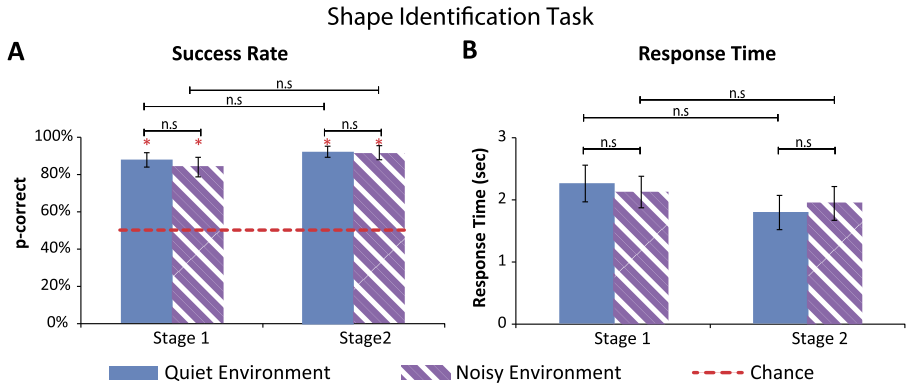 Shape Identification Task
A
Success Rate
B
Response Time
n.s
n.s
n.s
n.s
n.s
n.s
n.s
n.s
100%
80%
60%
40%
20%
0%
p-correct
* * * *
Stage 1
Stage2
3
2
1
0
Response Time (sec)
Stage 1
Stage 2
Quiet Environment
Noisy Environment
Chance